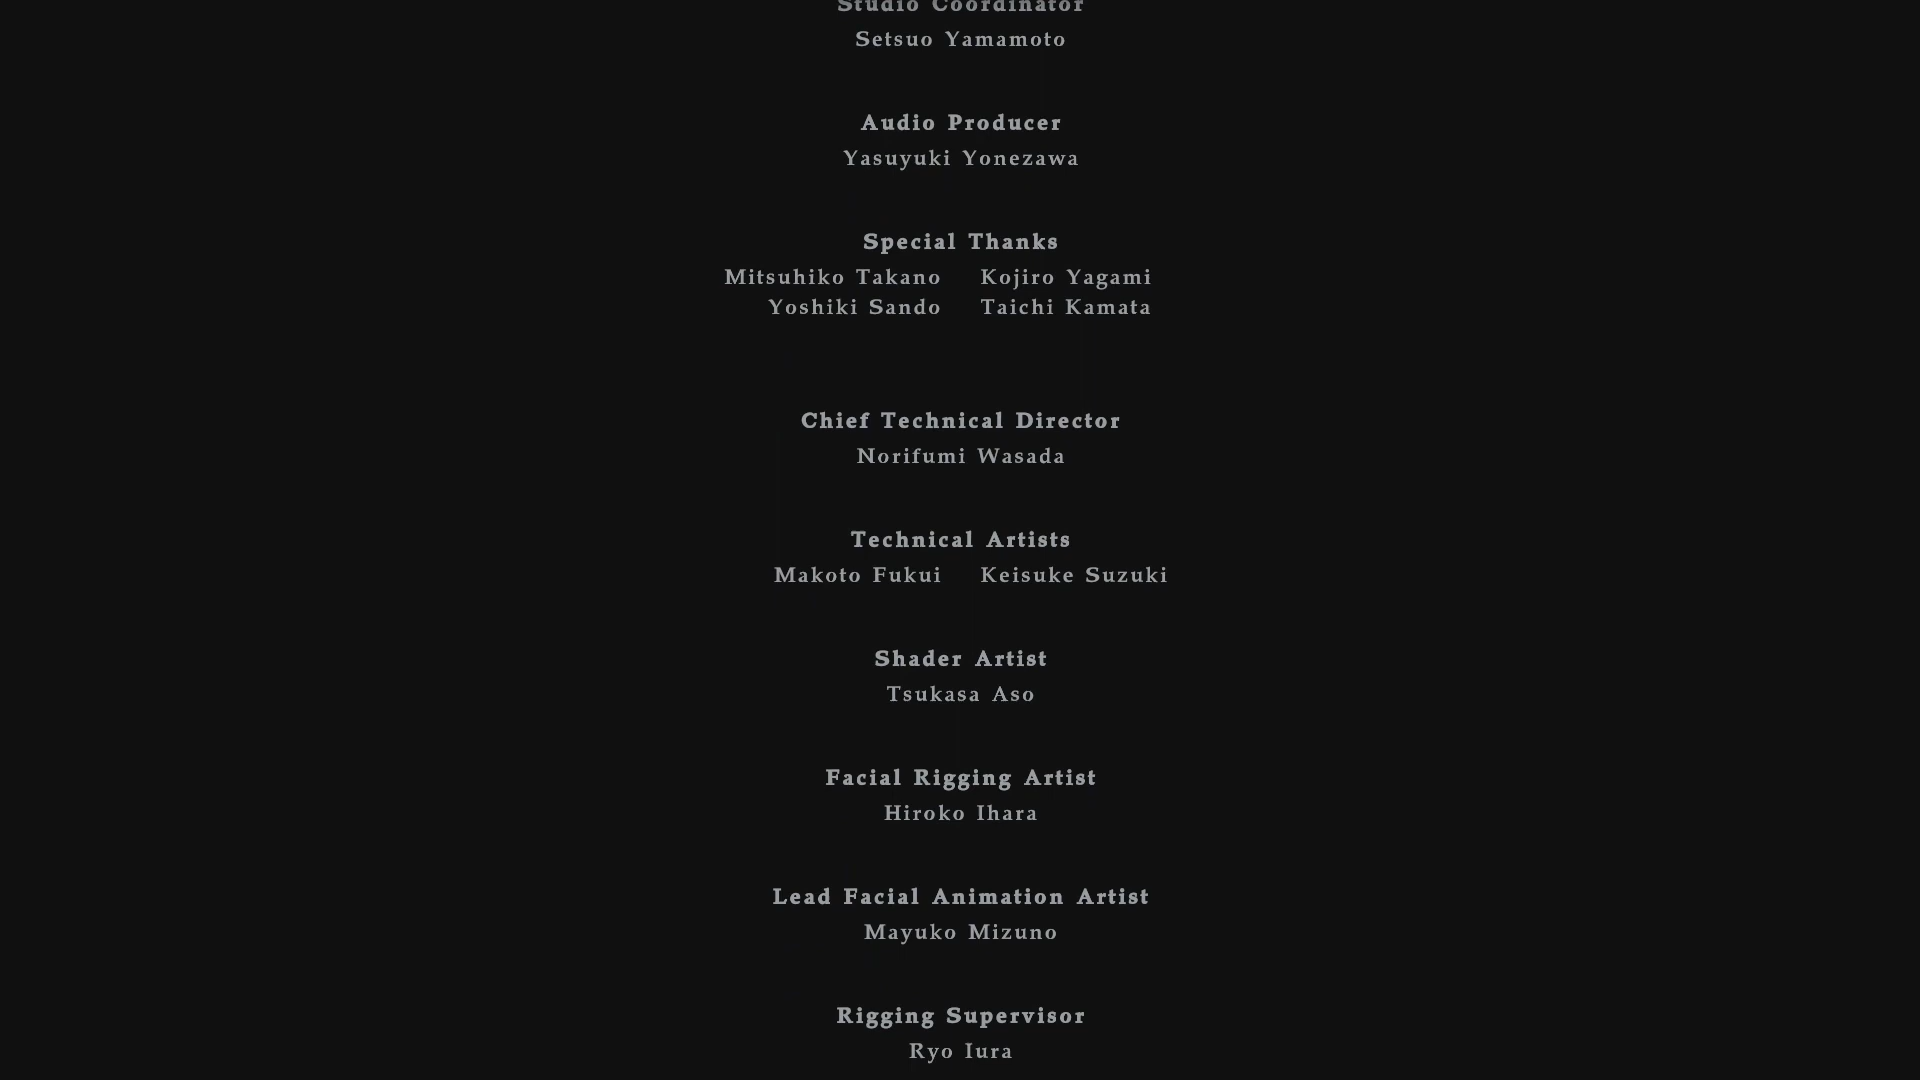 Studio Coordinator
Setsuo Yamamoto
Audio Producer
Yasuyuki Yonezawa
Special Thanks
Mitsuhiko Takano Kojiro Yagami
Yoshiki Sando Taichi Kamata
Chief Technical Director
Norifumi Wasada
Technical Artists
Makoto Fukui Keisuke Suzuki
Shader Artist
Tsukasa Aso
Facial Rigging Artist
Hiroko Ihara
Lead Facial Animation Artist
Mayuko Mizuno
Rigging Supervisor
Ryo Iura